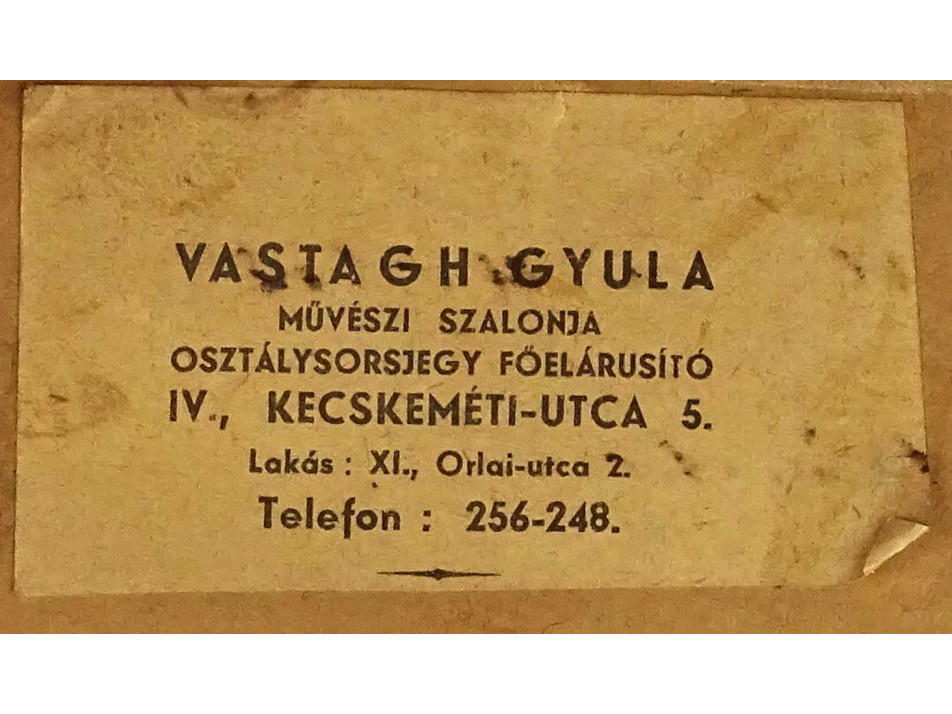 VASTAGH GYULA
MŰVÉSZI SZALONJA
OSZTÁLYSORSJEGY FŐELÁRUSÍTÓ
IV., KECSKEMÉTI-UTCA 5.
Lakás : XI., Orlai-utca 2.
Telefon : 256-248.